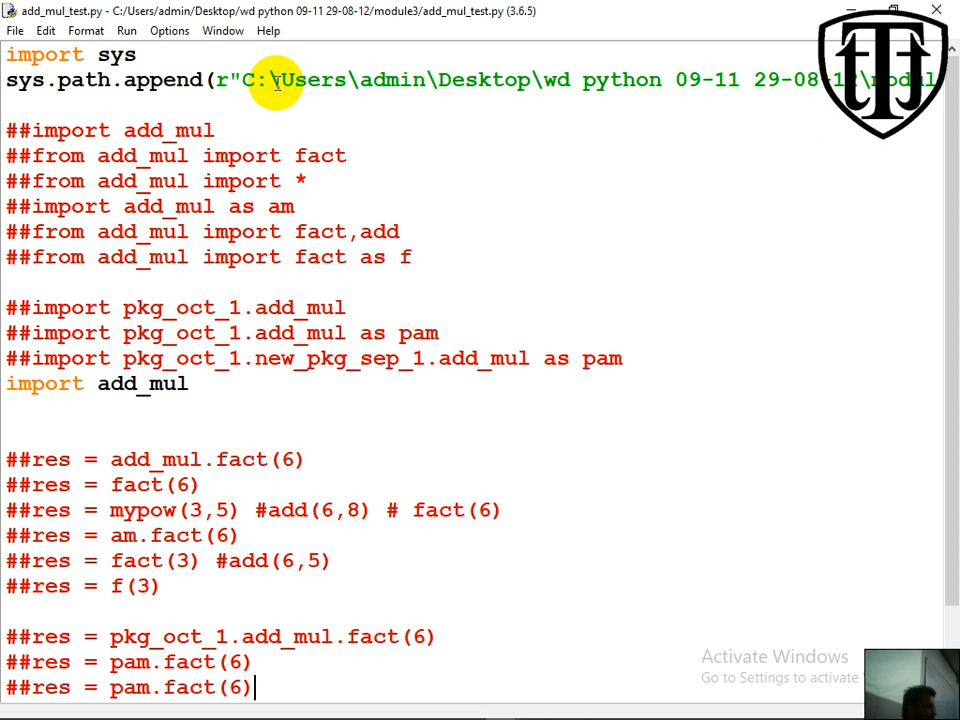 add_mul_test.py - C:/Users/admin/Desktop/wd python 09-11 29-08-12/module3/add_mul_test.py (3.6.5)
File Edit Format Run Options Window Help
import sys
sys.path.append(r"C:\Users\admin\Desktop\wd python 09-11 29-08-12\modul
##import add_mul
##from add_mul import fact
##from add_mul import *
##import add_mul as am
##from add_mul import fact,add
##from add_mul import fact as f
##import pkg_oct_1.add_mul
##import pkg_oct_1.add_mul as pam
##import pkg_oct_1.new_pkg_sep_1.add_mul as pam
import add_mul
##res = add_mul.fact(6)
##res = fact(6)
##res = mypow(3,5) #add(6,8) # fact(6)
##res = am.fact(6)
##res = fact(3) #add(6,5)
##res = f(3)
##res = pkg_oct_1.add_mul.fact(6)
##res = pam.fact(6)
##res = pam.fact(6)
Activate Windows
Go to Settings to activate